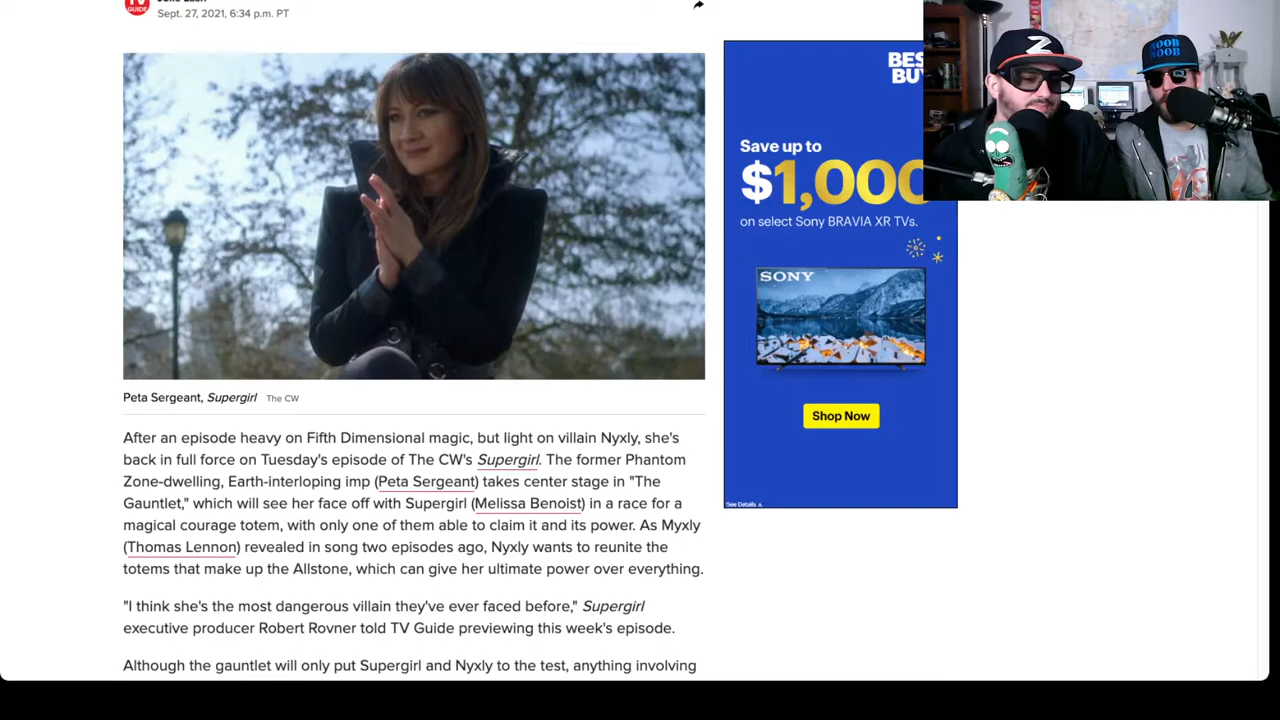 GUIDE
Sept. 27, 2021, 6:34 p.m. PT
BES
BUY
Save up to
$1,000
on select Sony BRAVIA XR TVs.
SONY
Shop Now
See Details
NOOB
NOOB
Z
Peta Sergeant, Supergirl The CW
After an episode heavy on Fifth Dimensional magic, but light on villain Nyxly, she's
back in full force on Tuesday's episode of The CW's Supergirl. The former Phantom
Zone-dwelling, Earth-interloping imp (Peta Sergeant) takes center stage in "The
Gauntlet," which will see her face off with Supergirl (Melissa Benoist) in a race for a
magical courage totem, with only one of them able to claim it and its power. As Myxly
(Thomas Lennon) revealed in song two episodes ago, Nyxly wants to reunite the
totems that make up the Allstone, which can give her ultimate power over everything.
"I think she's the most dangerous villain they've ever faced before," Supergirl
executive producer Robert Rovner told TV Guide previewing this week's episode.
Although the gauntlet will only put Supergirl and Nyxly to the test, anything involving